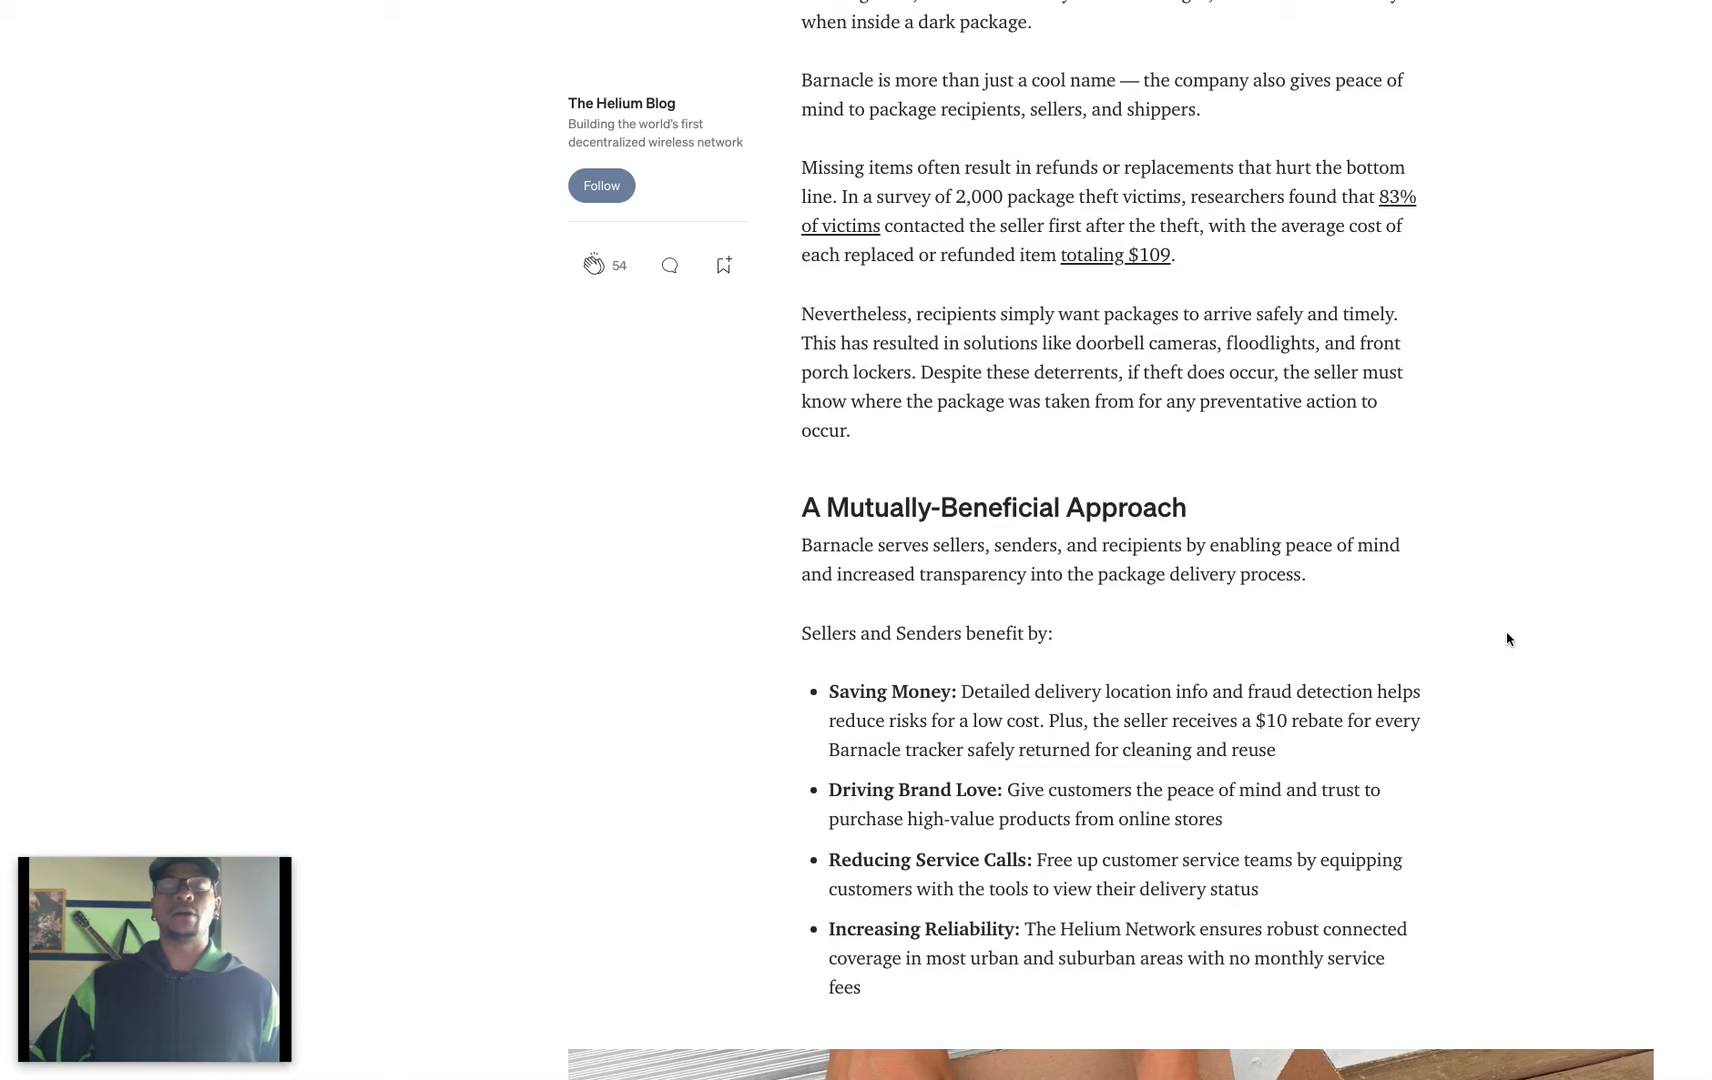 when inside a dark package.
Barnacle is more than just a cool name — the company also gives peace of
mind to package recipients, sellers, and shippers.
The Helium Blog
Building the world's first
decentralized wireless network
Follow
54
Missing items often result in refunds or replacements that hurt the bottom
line. In a survey of 2,000 package theft victims, researchers found that 83%
of victims contacted the seller first after the theft, with the average cost of
each replaced or refunded item totaling $109.
Nevertheless, recipients simply want packages to arrive safely and timely.
This has resulted in solutions like doorbell cameras, floodlights, and front
porch lockers. Despite these deterrents, if theft does occur, the seller must
know where the package was taken from for any preventative action to
occur.
A Mutually-Beneficial Approach
Barnacle serves sellers, senders, and recipients by enabling peace of mind
and increased transparency into the package delivery process.
Sellers and Senders benefit by:
• Saving Money: Detailed delivery location info and fraud detection helps
reduce risks for a low cost. Plus, the seller receives a $10 rebate for every
Barnacle tracker safely returned for cleaning and reuse
• Driving Brand Love: Give customers the peace of mind and trust to
purchase high-value products from online stores
• Reducing Service Calls: Free up customer service teams by equipping
customers with the tools to view their delivery status
• Increasing Reliability: The Helium Network ensures robust connected
coverage in most urban and suburban areas with no monthly service
fees